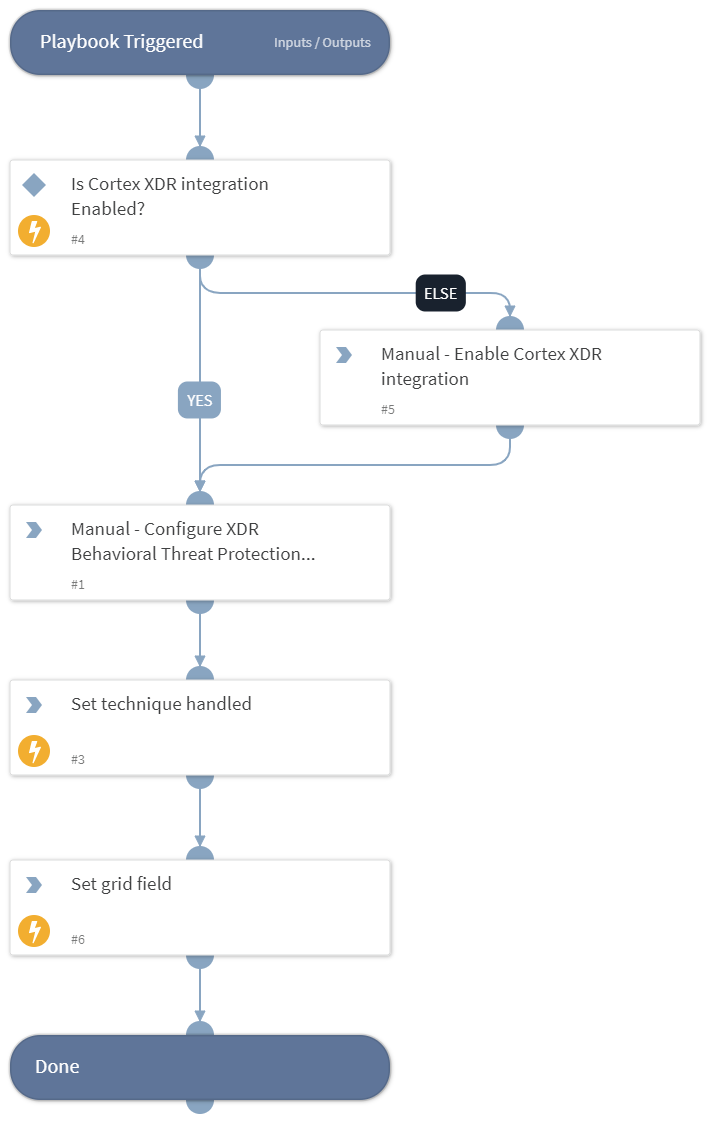 Playbook Triggered
Inputs / Outputs
Is Cortex XDR integration
Enabled?
#4
ELSE
Manual - Enable Cortex XDR
integration
#5
YES
Manual - Configure XDR
Behavioral Threat Protection...
#1
Set technique handled
#3
Set grid field
#6
Done